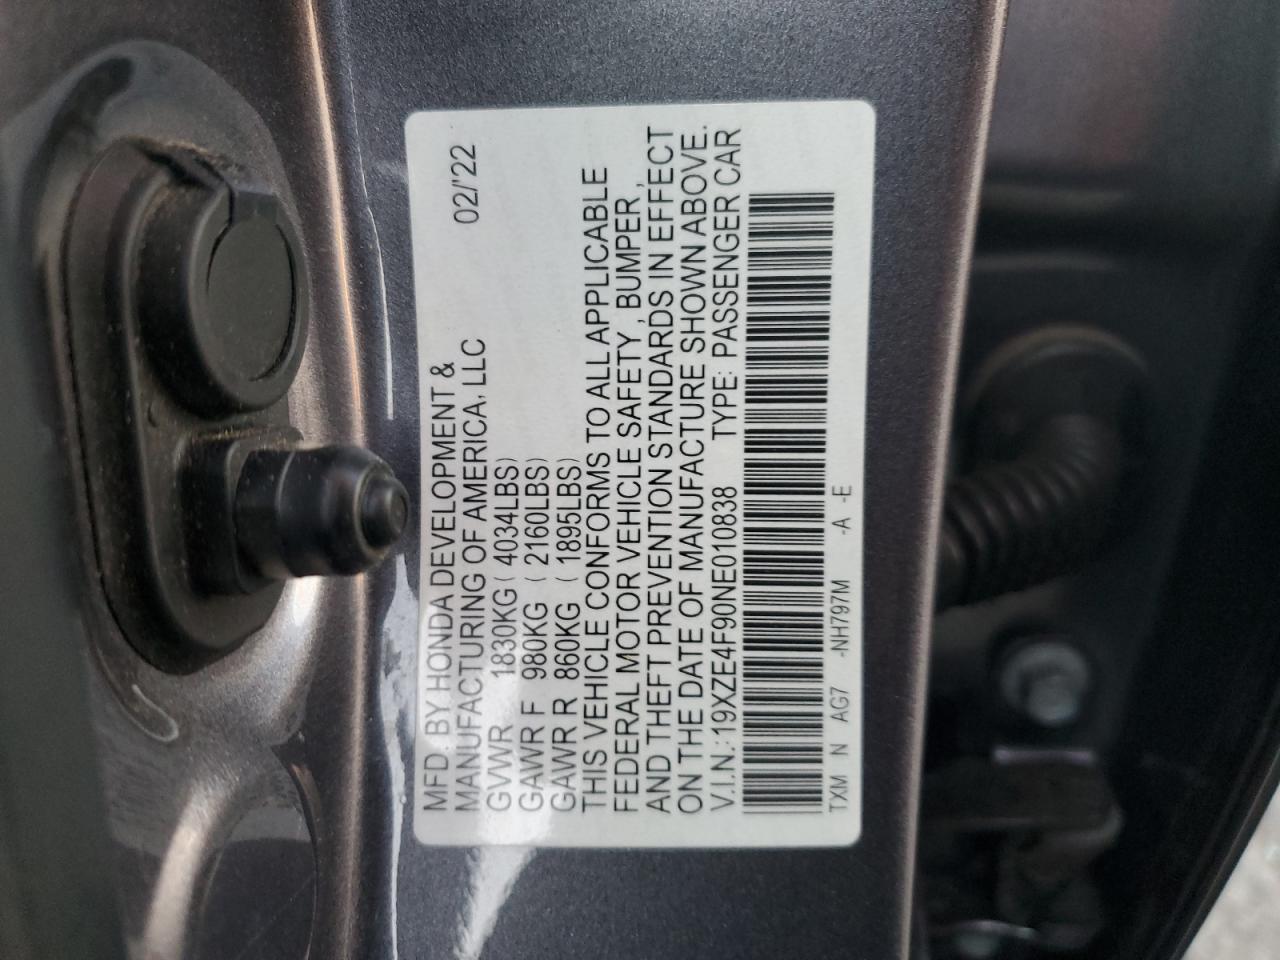 MFD. BY HONDA DEVELOPMENT &
MANUFACTURING OF AMERICA, LLC 02/'22
GVWR 1830KG ( 4034LBS)
GAWR F 980KG ( 2160LBS)
GAWR R 860KG ( 1895LBS)
THIS VEHICLE CONFORMS TO ALL APPLICABLE
FEDERAL MOTOR VEHICLE SAFETY, BUMPER,
AND THEFT PREVENTION STANDARDS IN EFFECT
ON THE DATE OF MANUFACTURE SHOWN ABOVE.
V.I.N.: 19XZE4F90NE010838 TYPE: PASSENGER CAR
TXM N AG7 -NH797M -A -E